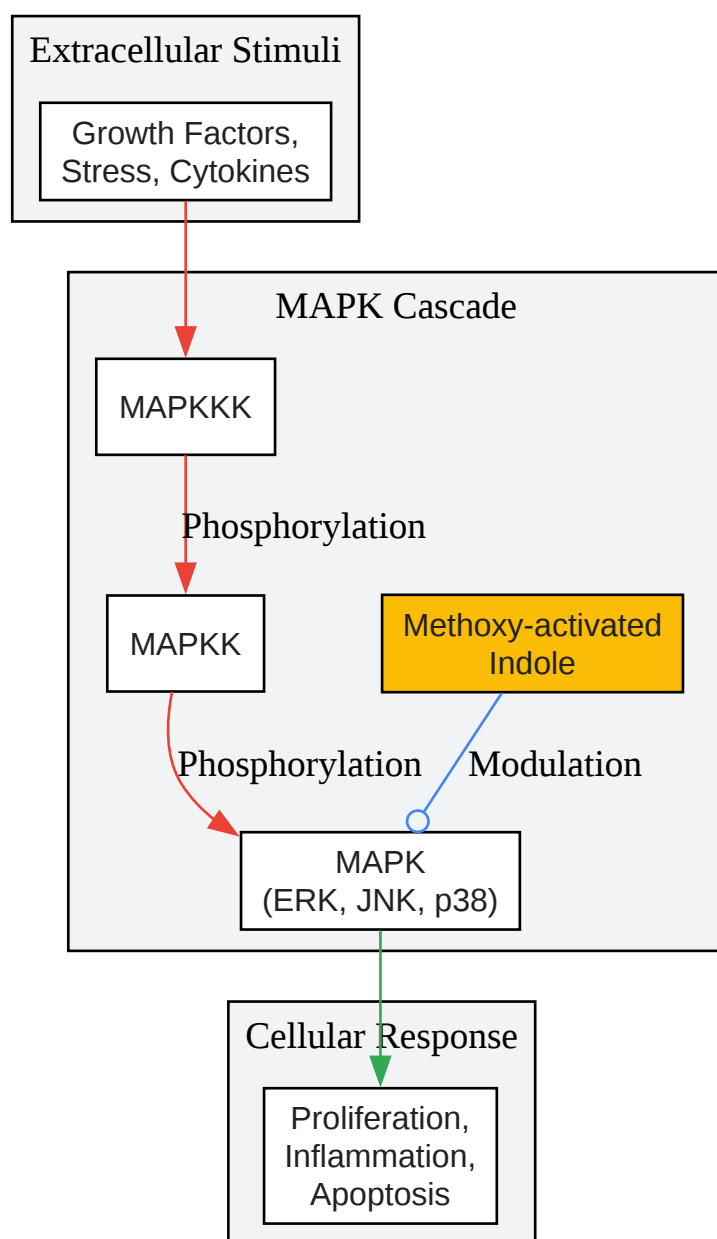 Extracellular Stimuli
Growth Factors,
Stress, Cytokines
MAPK Cascade
MAPKKK
Phosphorylation
MAPKK
Methoxy-activated
Indole
Phosphorylation
Modulation
MAPK
(ERK, JNK, p38)
Cellular Response
Proliferation,
Inflammation,
Apoptosis